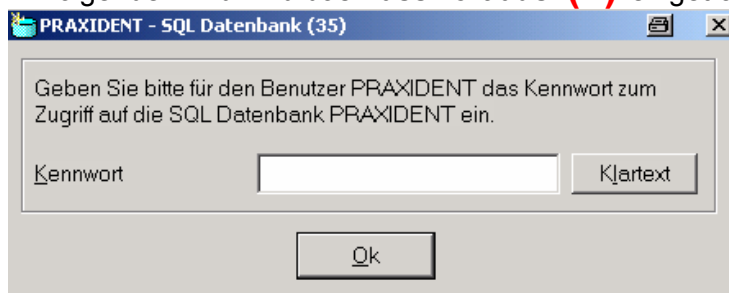 PRAXIDENT - SQL Datenbank (35)
Geben Sie bitte für den Benutzer PRAXIDENT das Kennwort zum
Zugriff auf die SQL Datenbank PRAXIDENT ein.
Kennwort
Klartext
Ok